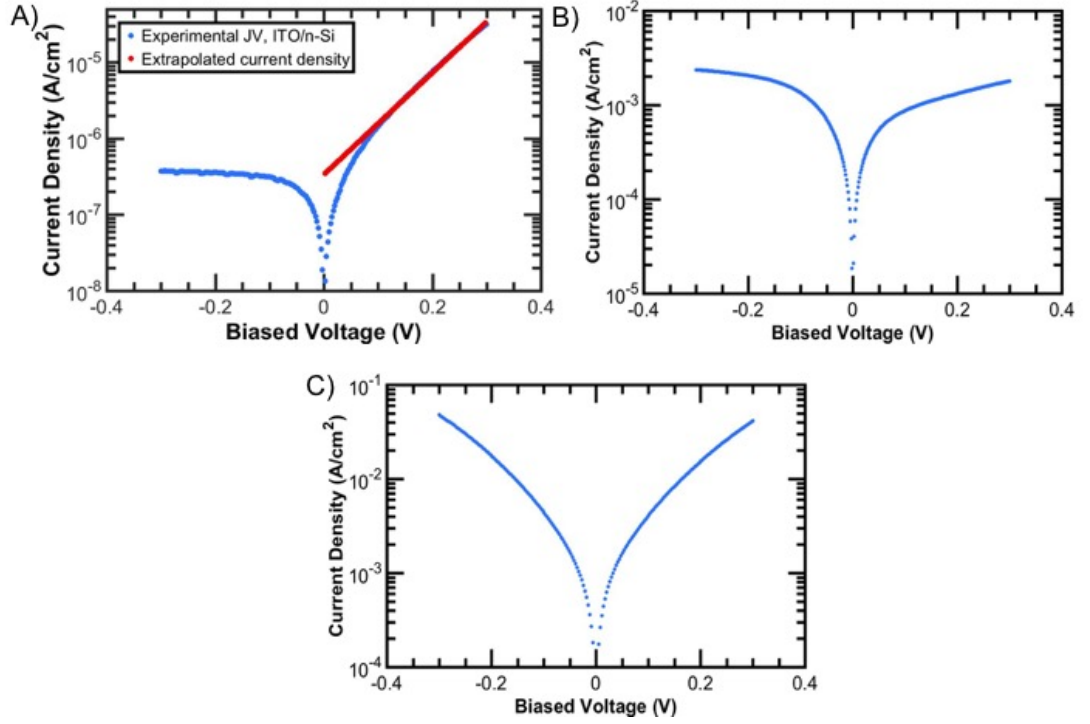 A)
Experimental JV, ITO/n-Si
Extrapolated current density
Current Density (A/cm²)
10⁻⁵
10⁻⁶
10⁻⁷
10⁻⁸
-0.4 -0.2 0 0.2 0.4
Biased Voltage (V)
B)
Current Density (A/cm²)
10⁻²
10⁻³
10⁻⁴
10⁻⁵
-0.4 -0.2 0 0.2 0.4
Biased Voltage (V)
C)
Current Density (A/cm²)
10⁻¹
10⁻²
10⁻³
10⁻⁴
-0.4 -0.2 0 0.2 0.4
Biased Voltage (V)